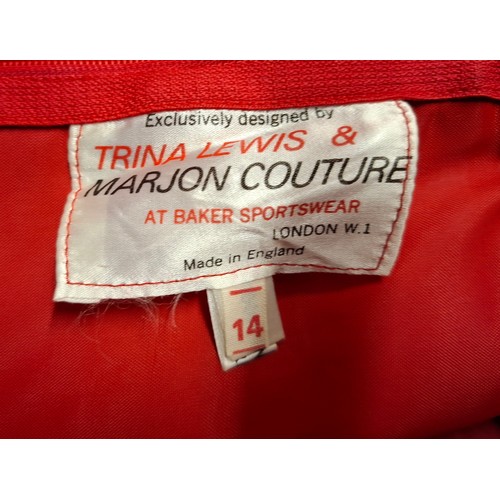 Exclusively designed by
TRINA LEWIS &
MARJON COUTURE
AT BAKER SPORTSWEAR
LONDON W.1
Made in England
14